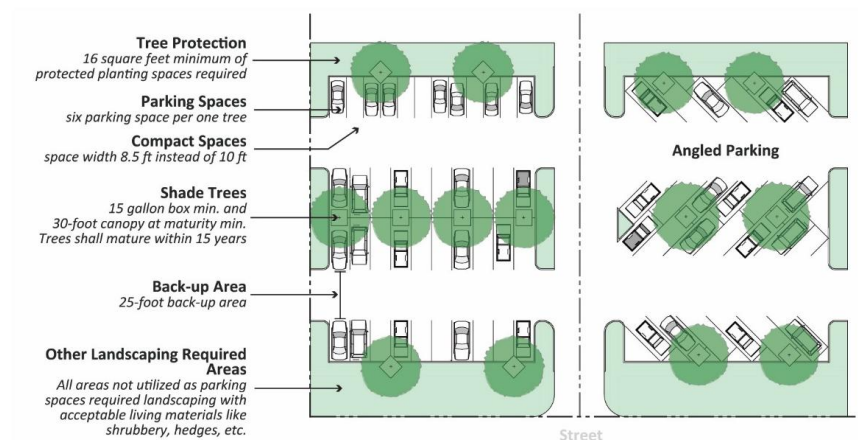 Tree Protection
16 square feet minimum of
protected planting spaces required
Parking Spaces
six parking space per one tree
Compact Spaces
space width 8.5 ft instead of 10 ft
Shade Trees
15 gallon box min. and
30-foot canopy at maturity min.
Trees shall mature within 15 years
Back-up Area
25-foot back-up area
Other Landscaping Required
Areas
All areas not utilized as parking
spaces required landscaping with
acceptable living materials like
shrubbery, hedges, etc.
Angled Parking
Street